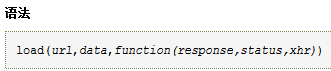 语法
load(url,data,function(response,status,xhr))